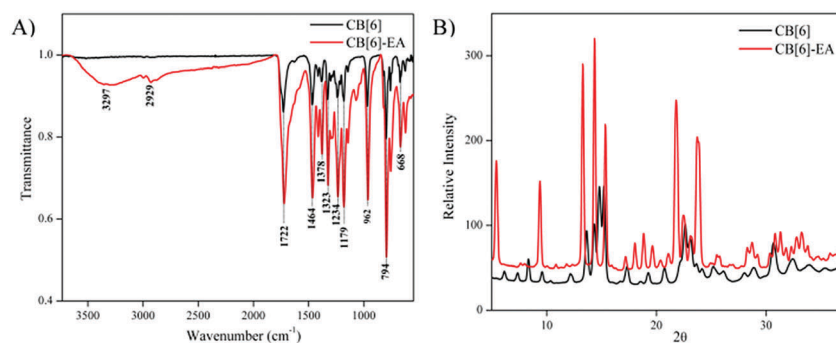 A)
CB[6]
CB[6]-EA
1.0
0.8
0.6
0.4
Transmittance
3297
2929
1722
1464
1378
1323
1234
1179
962
794
668
3500 3000 2500 2000 1500 1000
Wavenumber (cm-1)
B)
CB[6]
CB[6]-EA
300
200
100
0
Relative Intensity
10 20 30
2θ